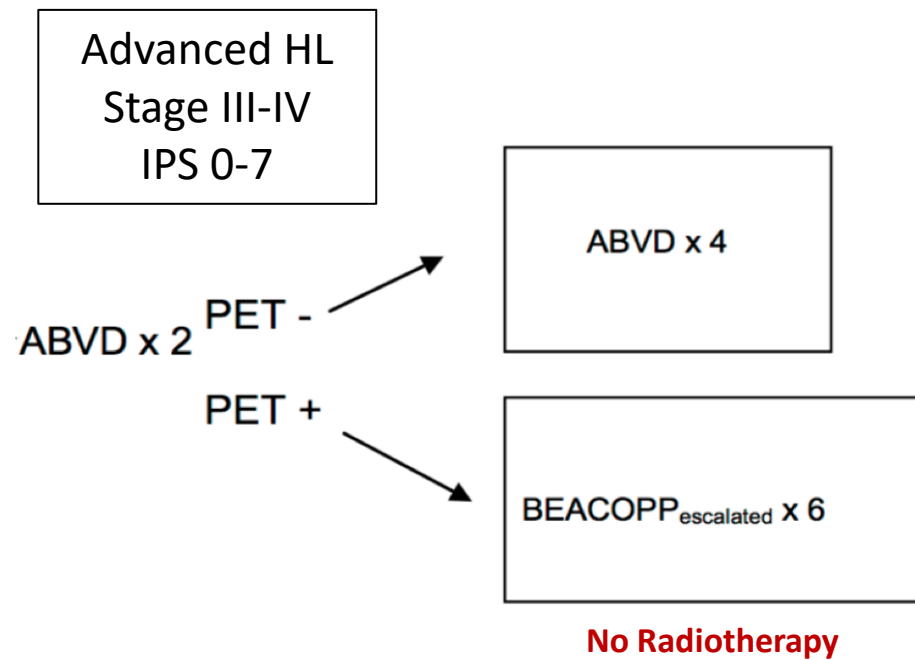 Advanced HL
Stage III-IV
IPS 0-7
ABVD x 4
PET -
ABVD x 2
PET +
BEACOPPescalated x 6
No Radiotherapy